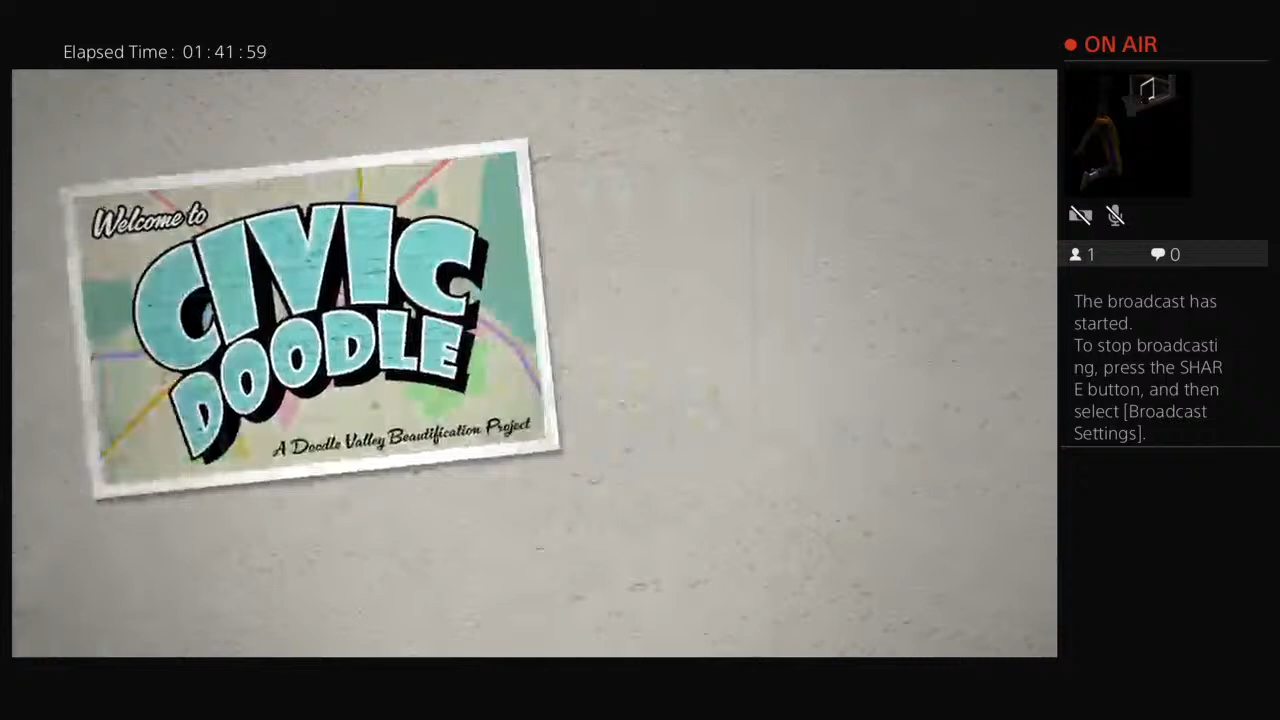 Elapsed Time: 01:41:59
ON AIR
Welcome to
CIVIC
DOODLE
A Doodle Valley Beautification Project
1
0
The broadcast has
started.
To stop broadcasti
ng, press the SHAR
E button, and then
select [Broadcast
Settings].